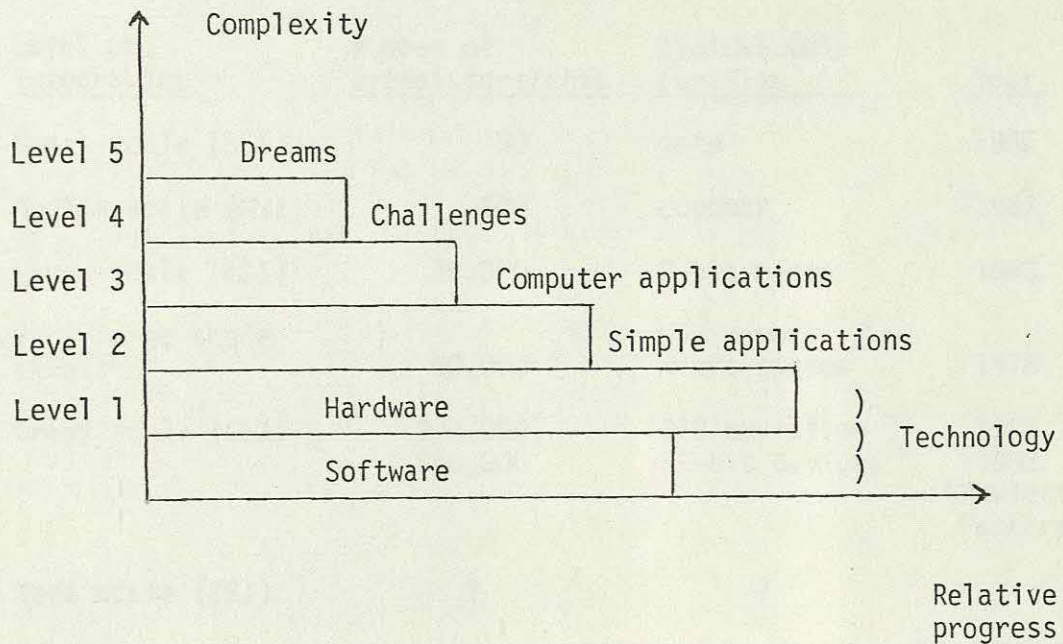 Complexity
Level 5 Dreams
Level 4 Challenges
Level 3 Computer applications
Level 2 Simple applications
Level 1 Hardware )
) Technology
Software )
Relative
progress